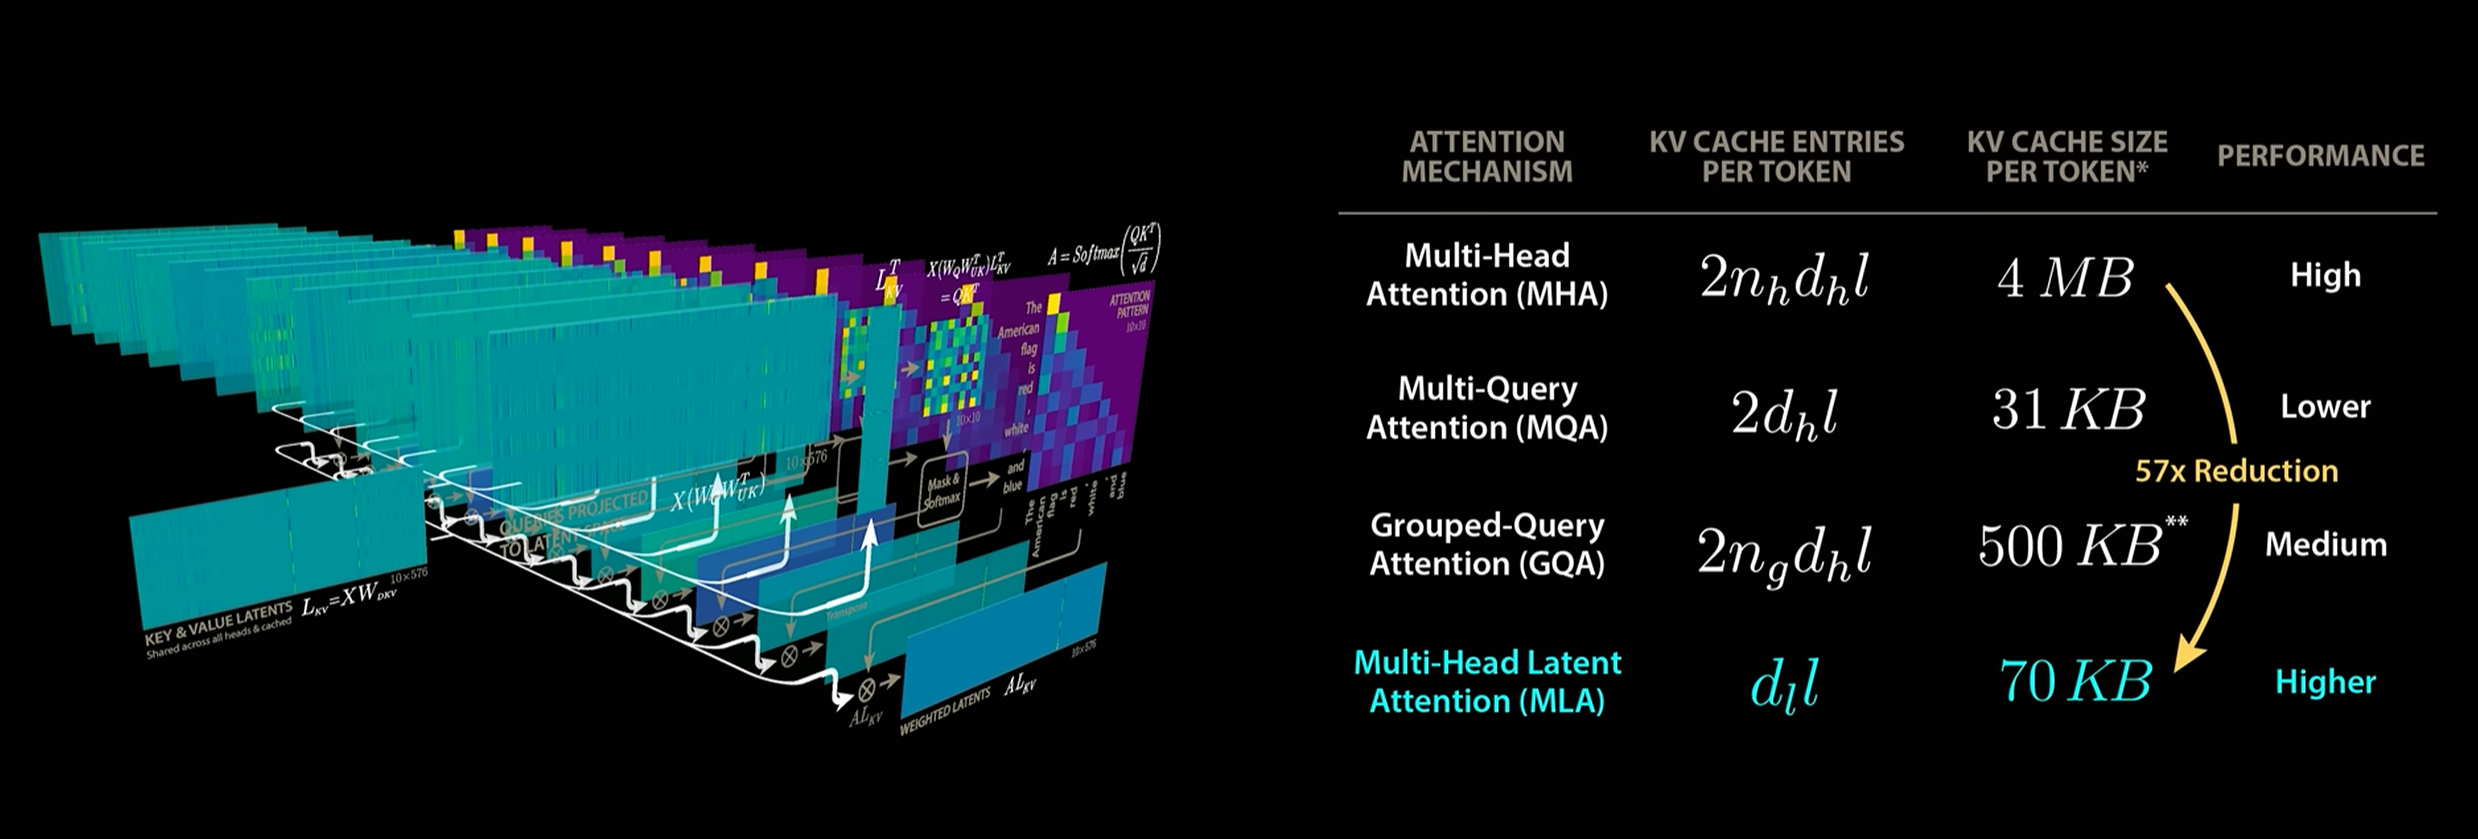 L_{KV}^T
X(W_Q W_{UK}^T)L_{KV}^T
= QK^T
A = Softmax(QK^T/√d)
ATTENTION
PATTERN
10×10
The
American
flag
is
red
,
white
,
and
blue
10×10
10×576
Mask &
Softmax
X(W_Q W_{UK}^T)
QUERIES PROJECTED
TO LATENT SPACE
Transpose
The
American
flag
is
red
,
white
,
and
blue
KEY & VALUE LATENTS
Shared across all heads & cached
L_{KV}=XW_{DKV}
10×576
AL_{KV}
WEIGHTED LATENTS
AL_{KV}
10×576
ATTENTION
MECHANISM
KV CACHE ENTRIES
PER TOKEN
KV CACHE SIZE
PER TOKEN*
PERFORMANCE
Multi-Head
Attention (MHA)
2n_h d_h l
4 MB
High
Multi-Query
Attention (MQA)
2d_h l
31 KB
Lower
57x Reduction
Grouped-Query
Attention (GQA)
2n_g d_h l
500 KB**
Medium
Multi-Head Latent
Attention (MLA)
d_l l
70 KB
Higher